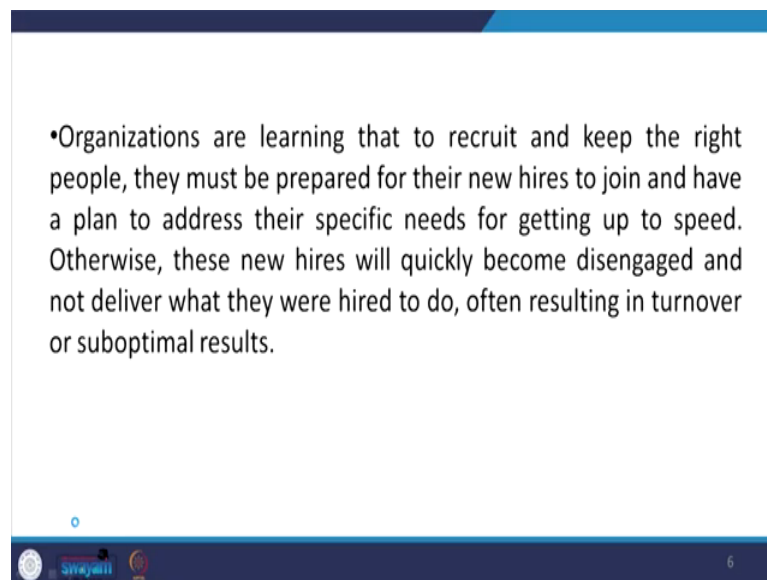 •Organizations are learning that to recruit and keep the right
people, they must be prepared for their new hires to join and have
a plan to address their specific needs for getting up to speed.
Otherwise, these new hires will quickly become disengaged and
not deliver what they were hired to do, often resulting in turnover
or suboptimal results.
swayam
6